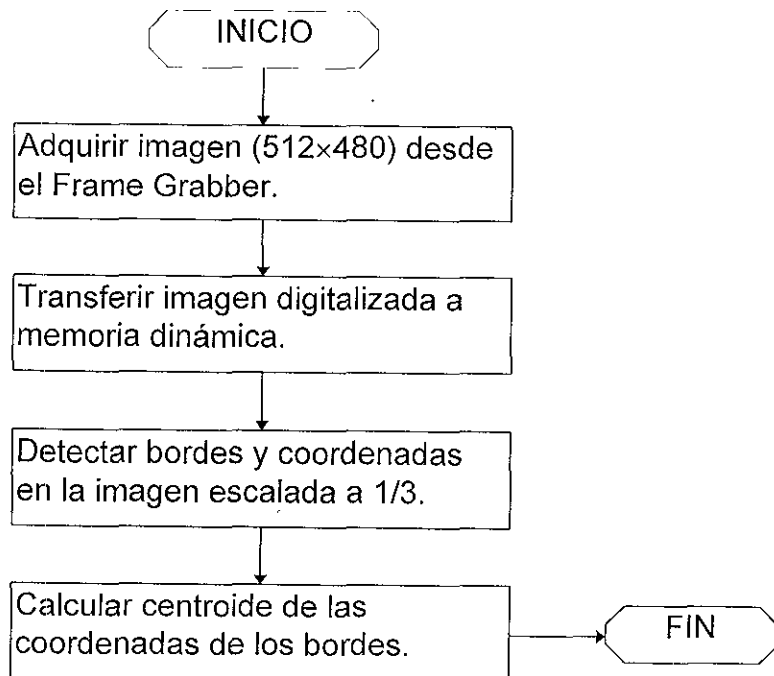 INICIO
Adquirir imagen (512×480) desde
el Frame Grabber.
Transferir imagen digitalizada a
memoria dinámica.
Detectar bordes y coordenadas
en la imagen escalada a 1/3.
Calcular centroide de las
coordenadas de los bordes.
FIN